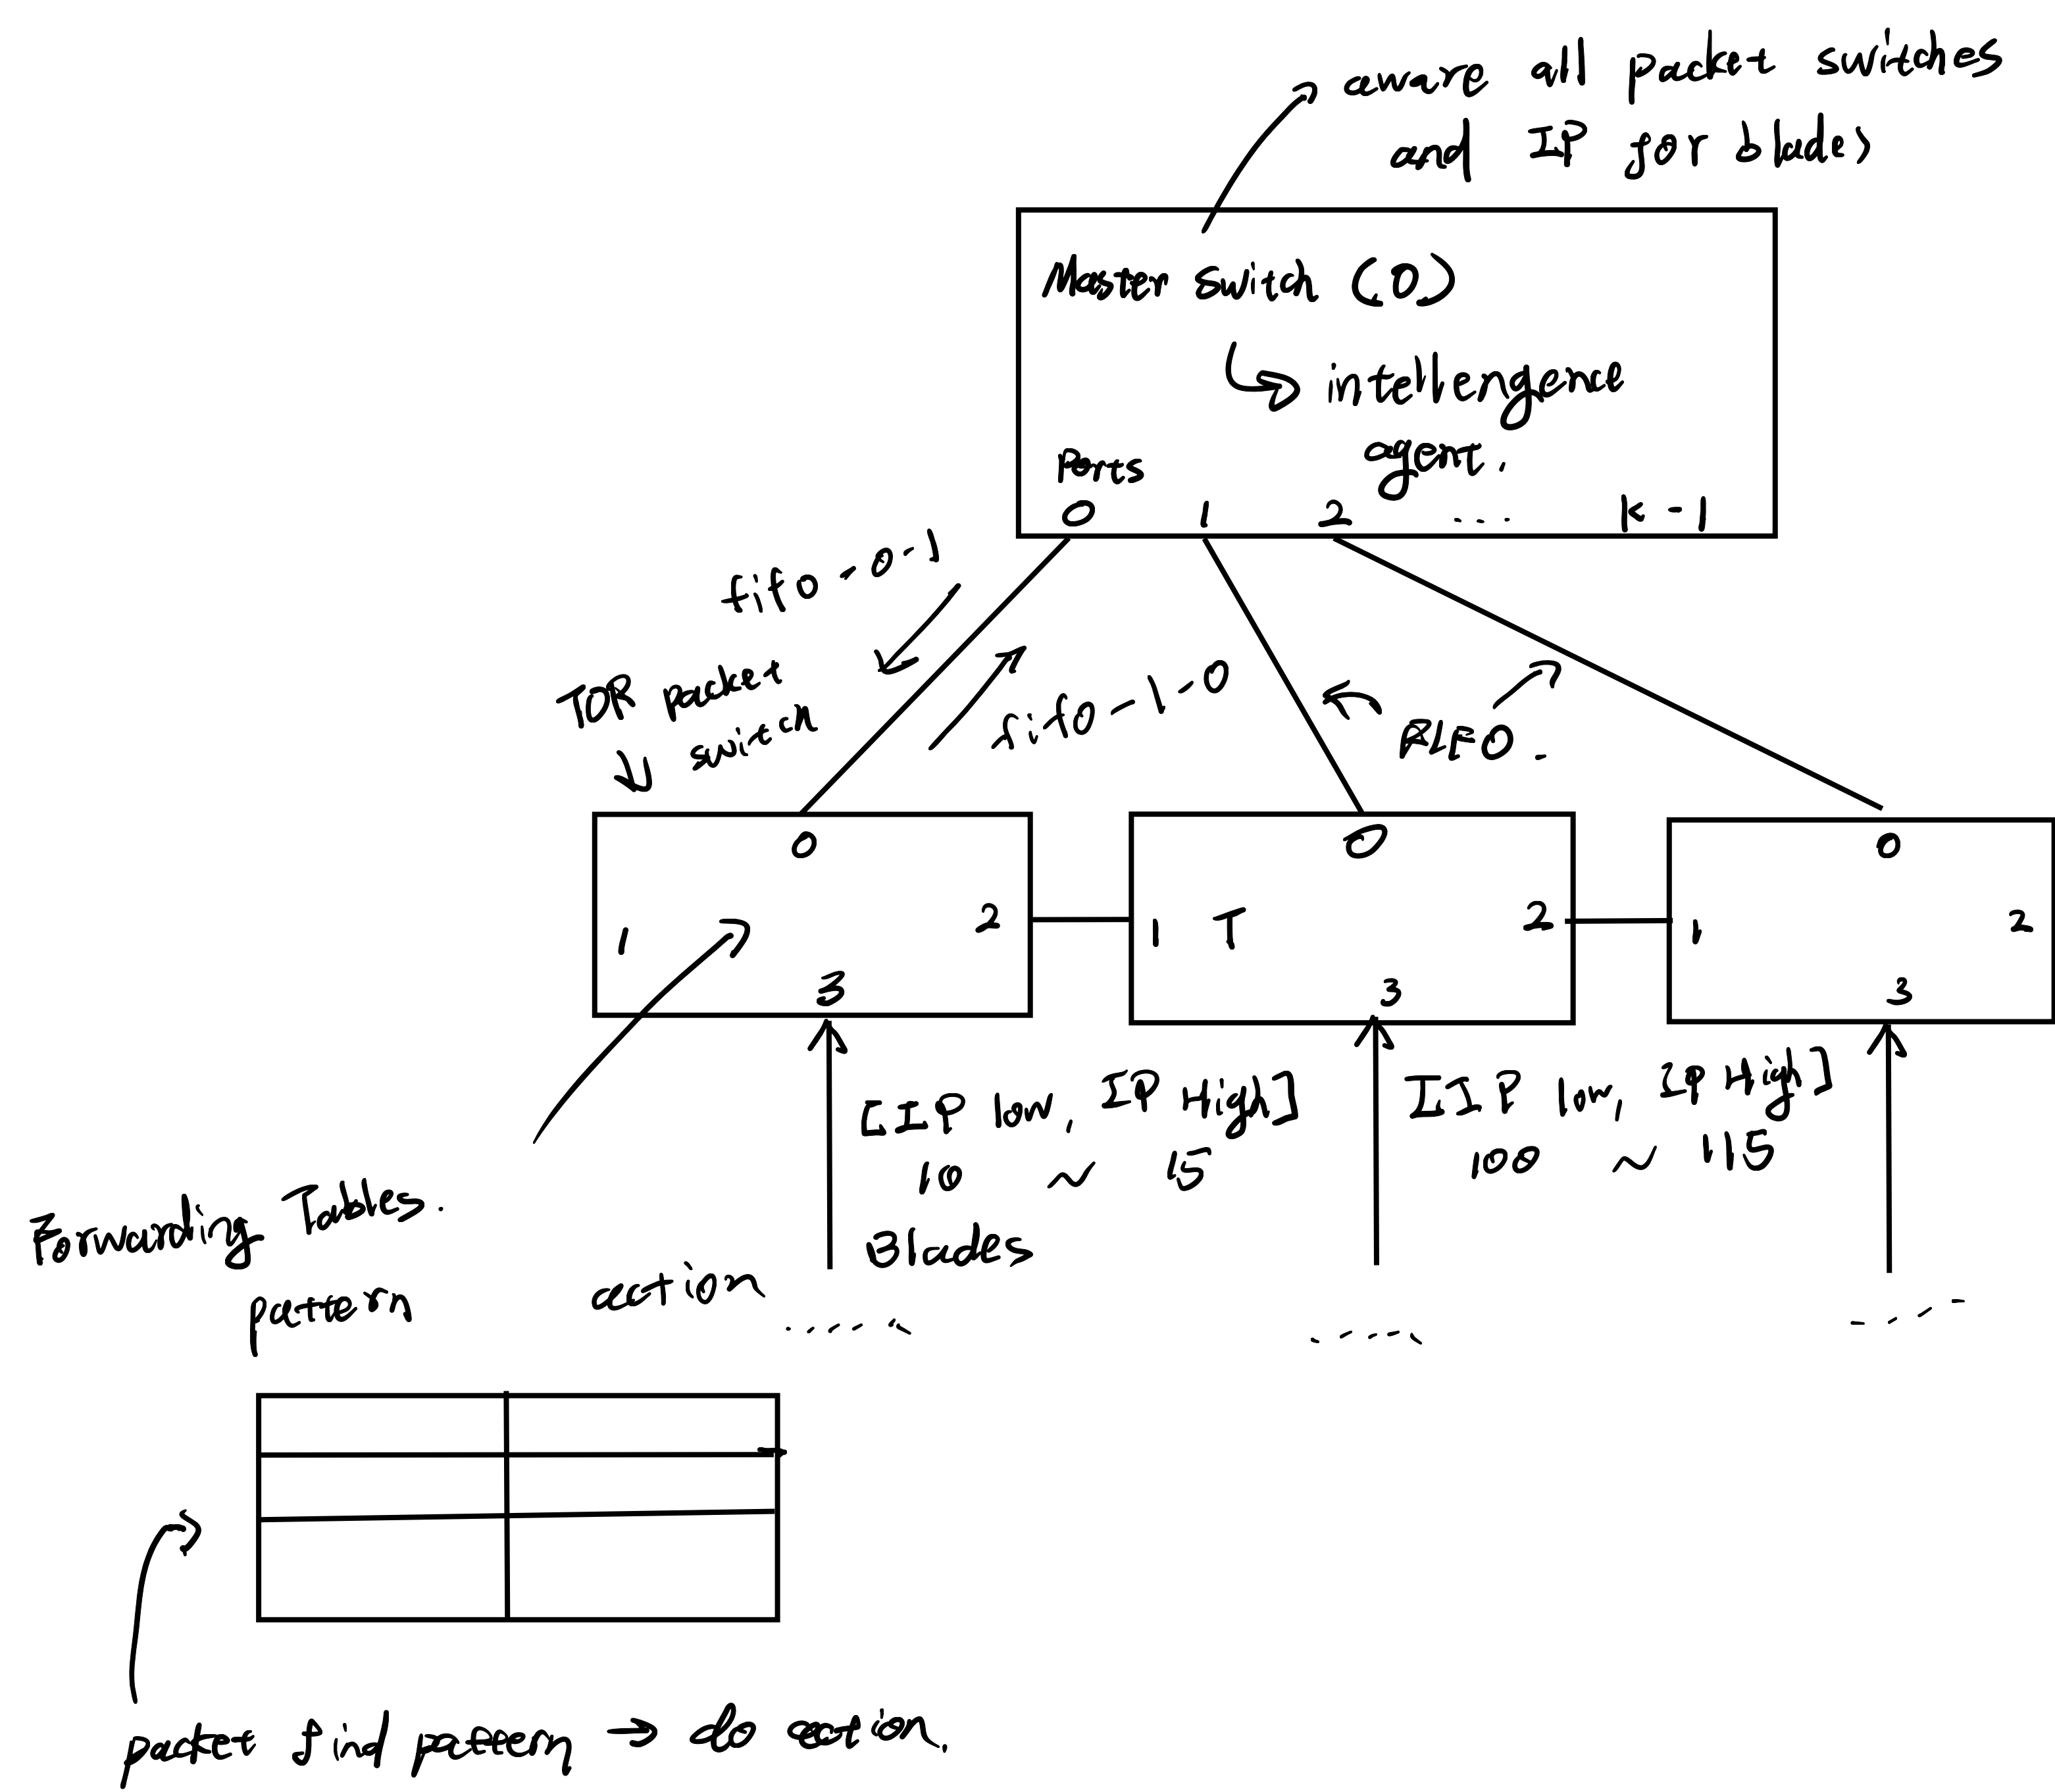 aware all packet switches
and IP for blades
Master Switch (0)
intellengence
agent.
Ports
0 1 2 ... k-1
fifo-0-1
TOR packet
switch
fifo-1-0
FIFO.
0
1 2
3
0
1 T 2
3
0
1 2
3
[IP low, IP High]
10 ~ 15
Blades
.....
[IP low, IP High]
100 ~ 115
.....
....
Forwarding Tables.
pattern action
packet find pattern → do action.